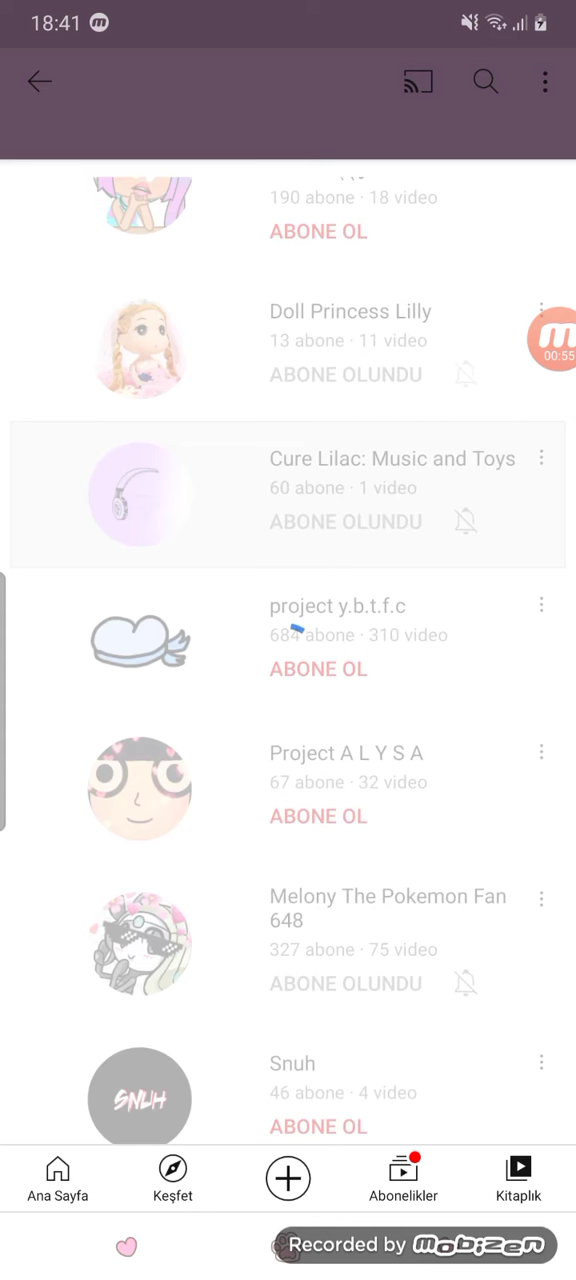 18:41
190 abone · 18 video
ABONE OL
Doll Princess Lilly
13 abone · 11 video
ABONE OLUNDU
00:55
Cure Lilac: Music and Toys
60 abone · 1 video
ABONE OLUNDU
project y.b.t.f.c
684 abone · 310 video
ABONE OL
Project A L Y S A
67 abone · 32 video
ABONE OL
Melony The Pokemon Fan
648
327 abone · 75 video
ABONE OLUNDU
SNUH
Snuh
46 abone · 4 video
ABONE OL
Ana Sayfa
Keşfet
Abonelikler
Kitaplık
Recorded by mobizen